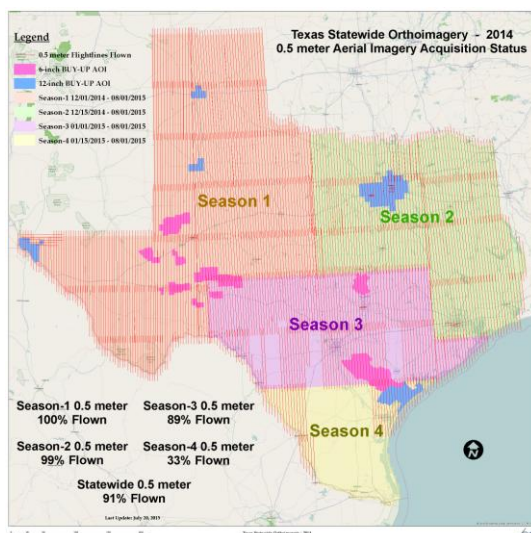 Texas Statewide Orthoimagery - 2014
0.5 meter Aerial Imagery Acquisition Status
Legend
0.5 meter Flightlines Flown
6-inch BUY-UP AOI
12-inch BUY-UP AOI
Season-1 12/01/2014 - 08/01/2015
Season-2 12/15/2014 - 08/01/2015
Season-3 01/01/2015 - 08/01/2015
Season-4 01/15/2015 - 08/01/2015
Season 1
Season 2
Season 3
Season 4
Season-1 0.5 meter
100% Flown
Season-3 0.5 meter
89% Flown
Season-2 0.5 meter
99% Flown
Season-4 0.5 meter
33% Flown
Statewide 0.5 meter
91% Flown
Last Update: July 20, 2015
N